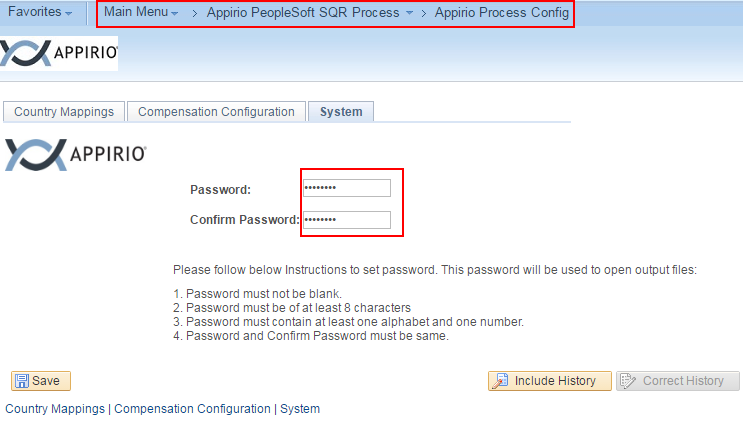 Favorites Main Menu > Appirio PeopleSoft SQR Process > Appirio Process Config
APPIRIO®
Country Mappings Compensation Configuration System
APPIRIO®
Password: ••••••••
Confirm Password: ••••••••
Please follow below Instructions to set password. This password will be used to open output files:
1. Password must not be blank.
2. Password must be of at least 8 characters
3. Password must contain at least one alphabet and one number.
4. Password and Confirm Password must be same.
Save Include History Correct History
Country Mappings | Compensation Configuration | System